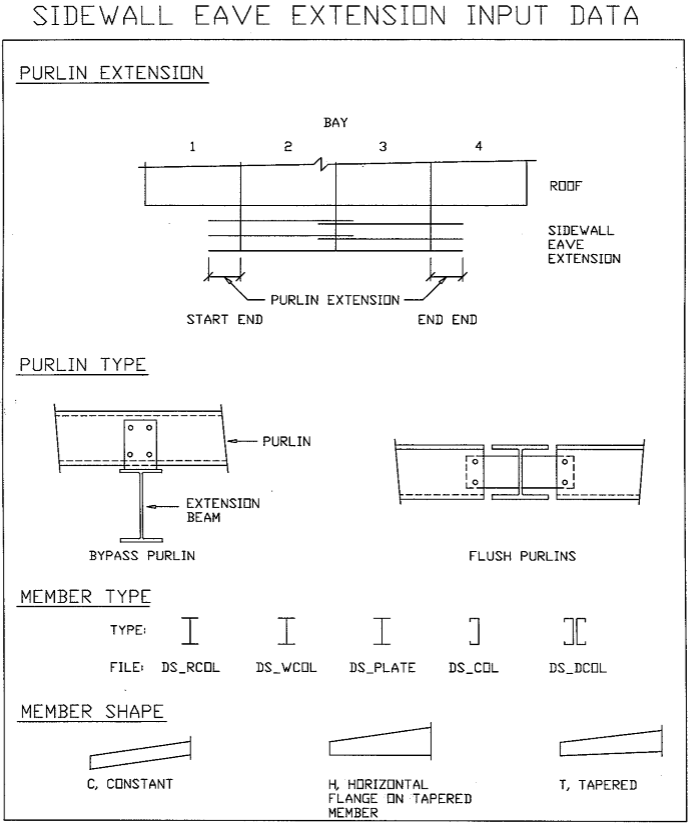 SIDEWALL EAVE EXTENSION INPUT DATA
PURLIN EXTENSION
BAY
1 2 3 4
ROOF
SIDEWALL
EAVE
EXTENSION
PURLIN EXTENSION
START END END END
PURLIN TYPE
PURLIN
EXTENSION
BEAM
BYPASS PURLIN
FLUSH PURLINS
MEMBER TYPE
TYPE:
FILE: DS_RCOL DS_WCOL DS_PLATE DS_COL DS_DCOL
MEMBER SHAPE
C, CONSTANT
H, HORIZONTAL
FLANGE ON TAPERED
MEMBER
T, TAPERED